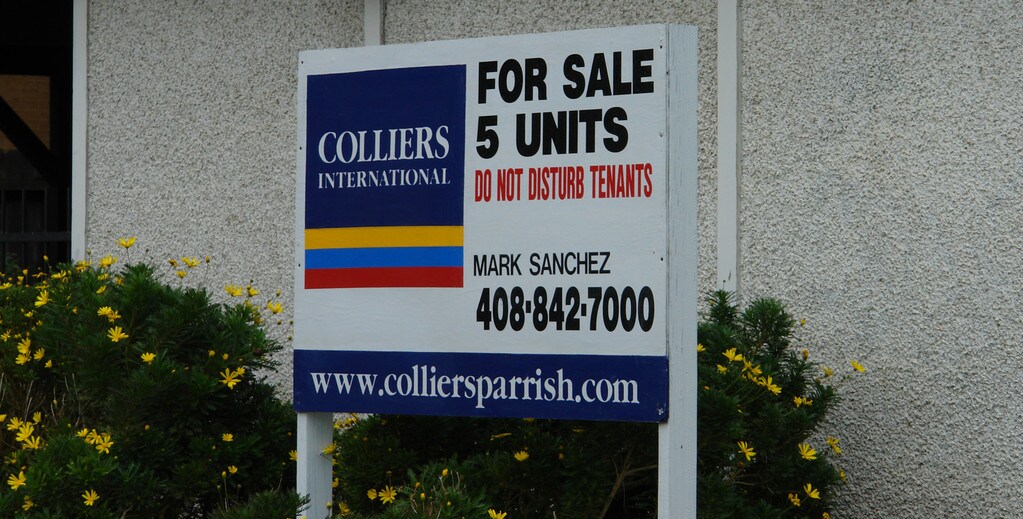 COLLIERS
INTERNATIONAL
FOR SALE
5 UNITS
DO NOT DISTURB TENANTS
MARK SANCHEZ
408-842-7000
www.colliersparrish.com